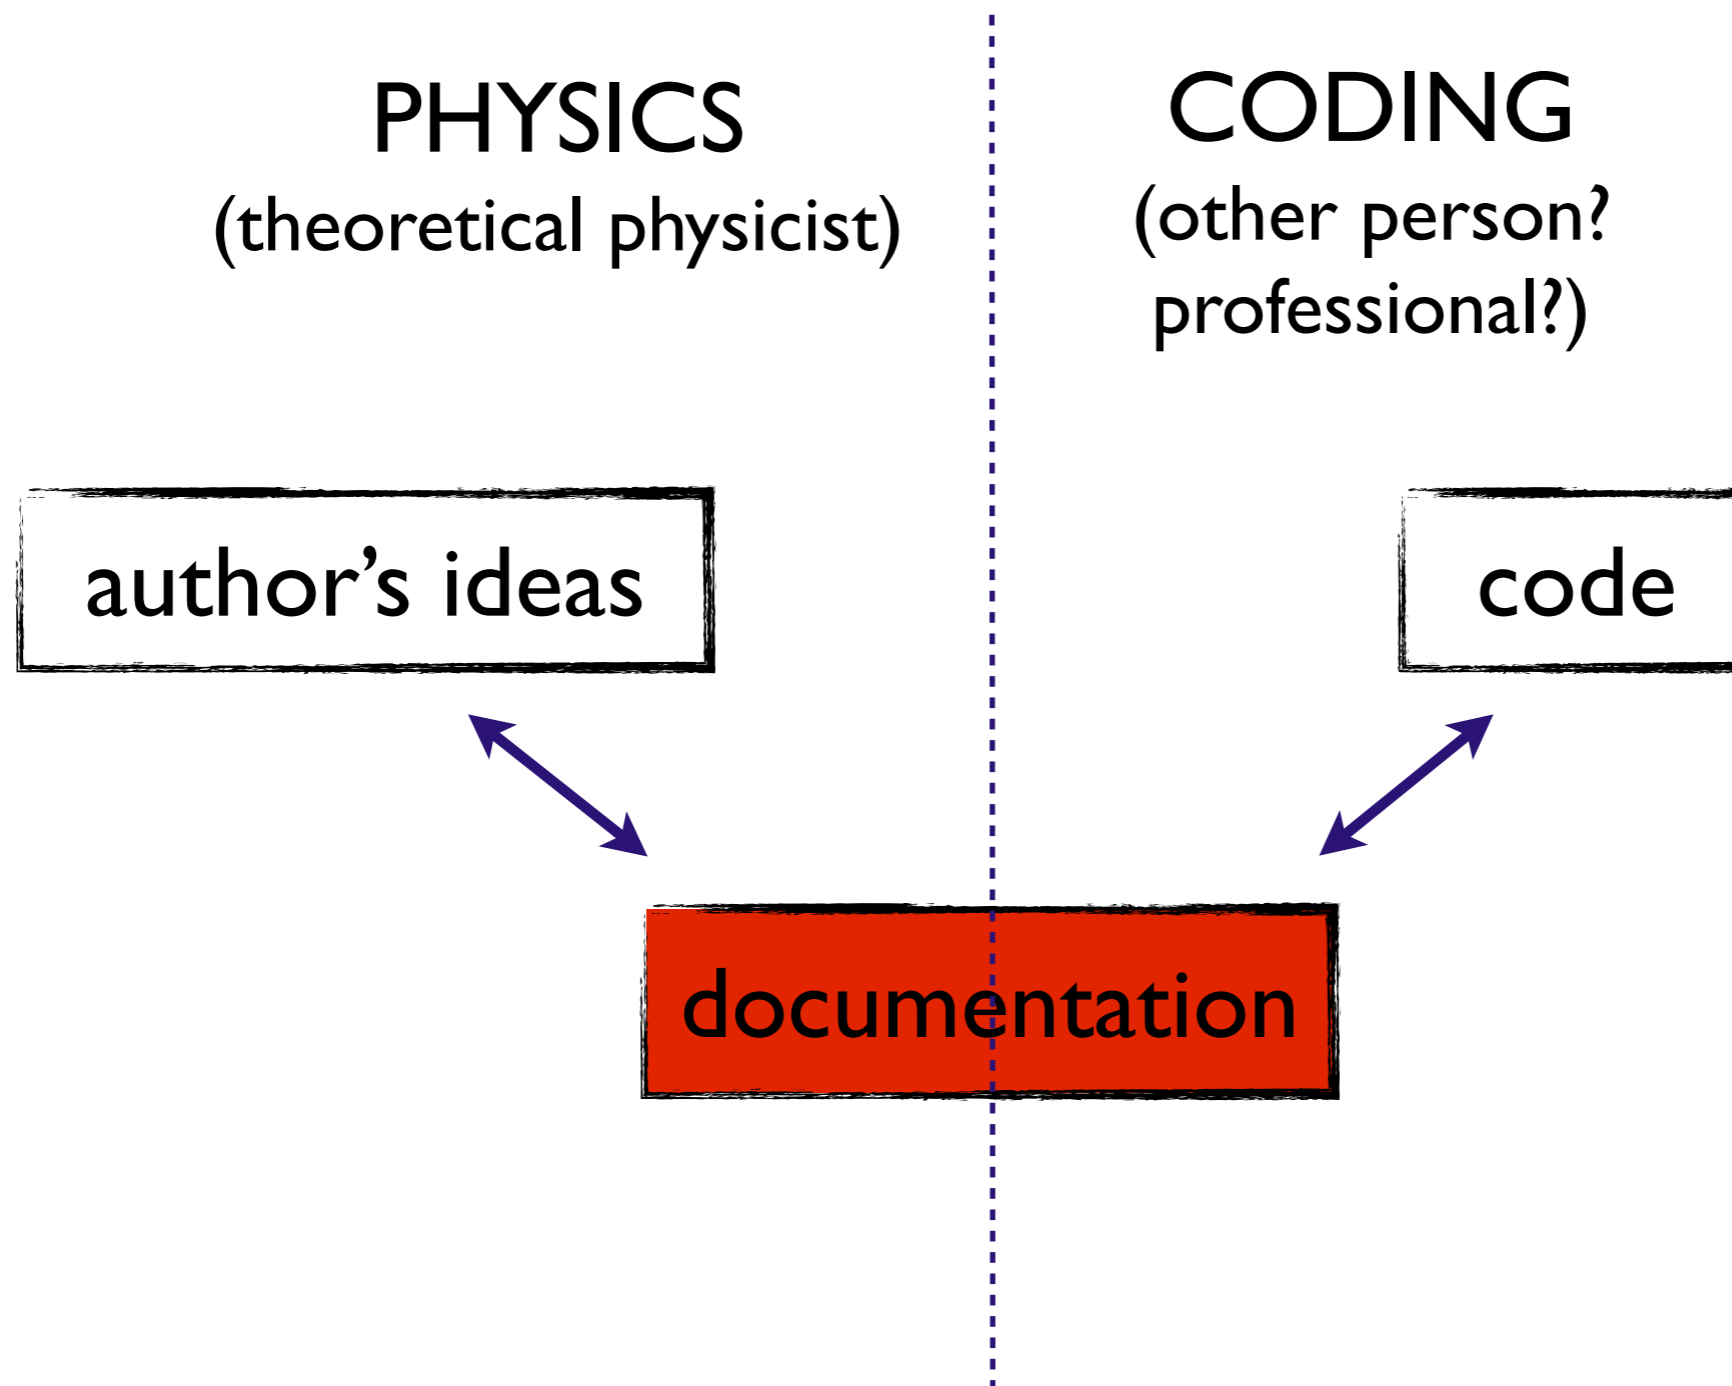 PHYSICS
(theoretical physicist)
CODING
(other person?
professional?)
author’s ideas
code
documentation